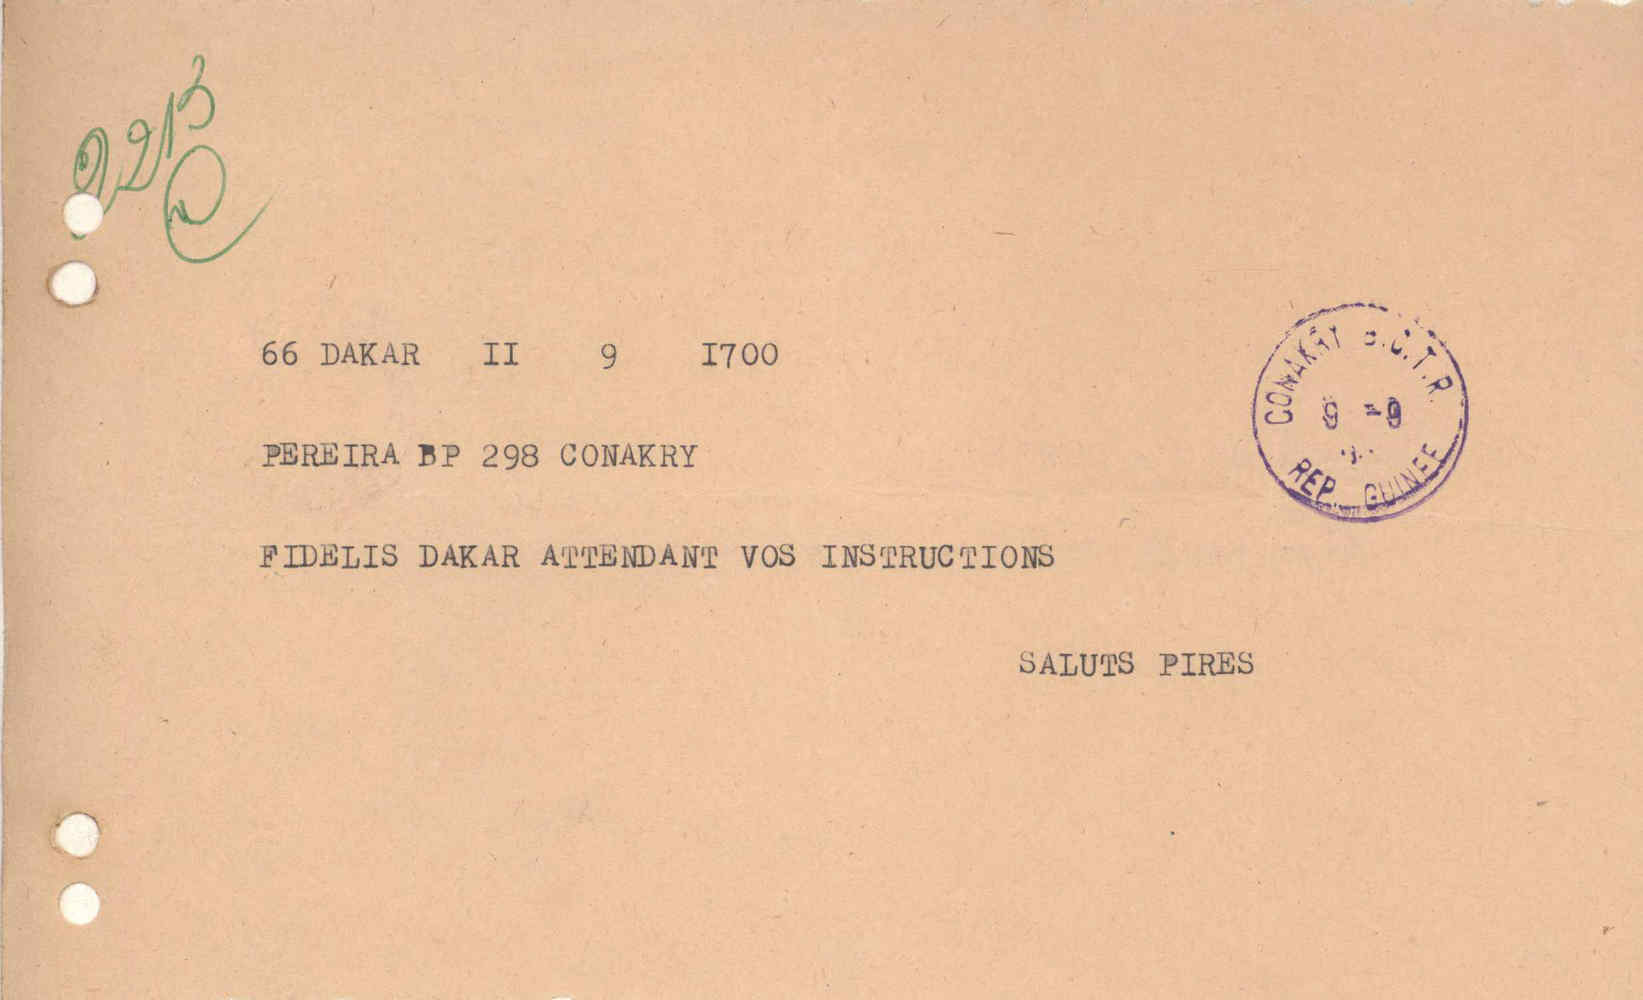 66 DAKAR II 9 I700
PEREIRA BP 298 CONAKRY
FIDELIS DAKAR ATTENDANT VOS INSTRUCTIONS
SALUTS PIRES
CONAKRY R.C.T.R.
9 -9
REP. GUINEE